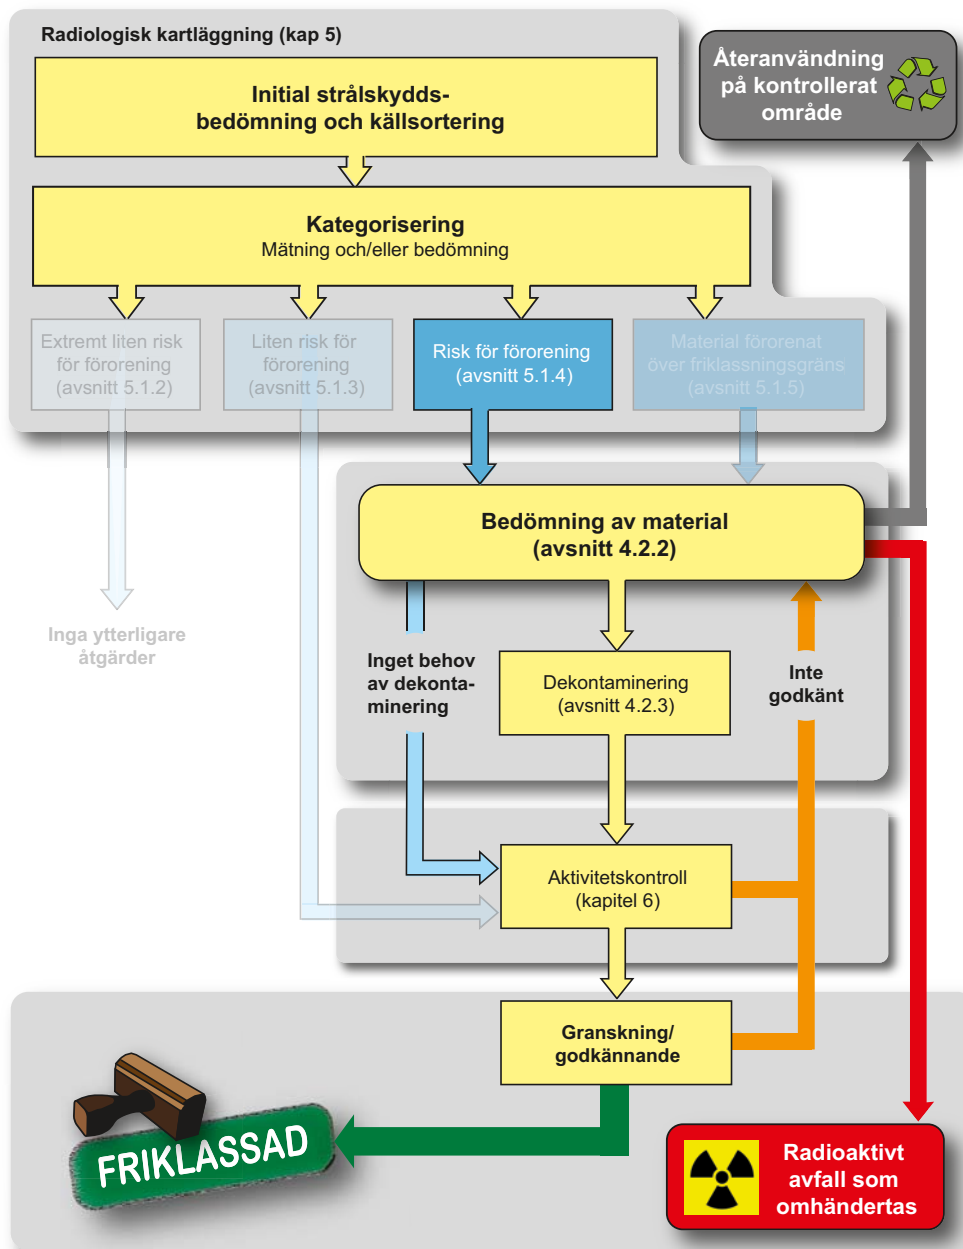 Radiologisk kartläggning (kap 5)
Återanvändning
på kontrollerat
område
Initial strålskydds-
bedömning och källsortering
Kategorisering
Mätning och/eller bedömning
Extremt liten risk
för förorening
(avsnitt 5.1.2)
Liten risk för
förorening
(avsnitt 5.1.3)
Risk för förorening
(avsnitt 5.1.4)
Material förorenat
över friklassningsgräns
(avsnitt 5.1.5)
Bedömning av material
(avsnitt 4.2.2)
Inga ytterligare
åtgärder
Inget behov
av dekonta-
minering
Dekontaminering
(avsnitt 4.2.3)
Inte
godkänt
Aktivitetskontroll
(kapitel 6)
Granskning/
godkännande
FRIKLASSAD
Radioaktivt
avfall som
omhändertas